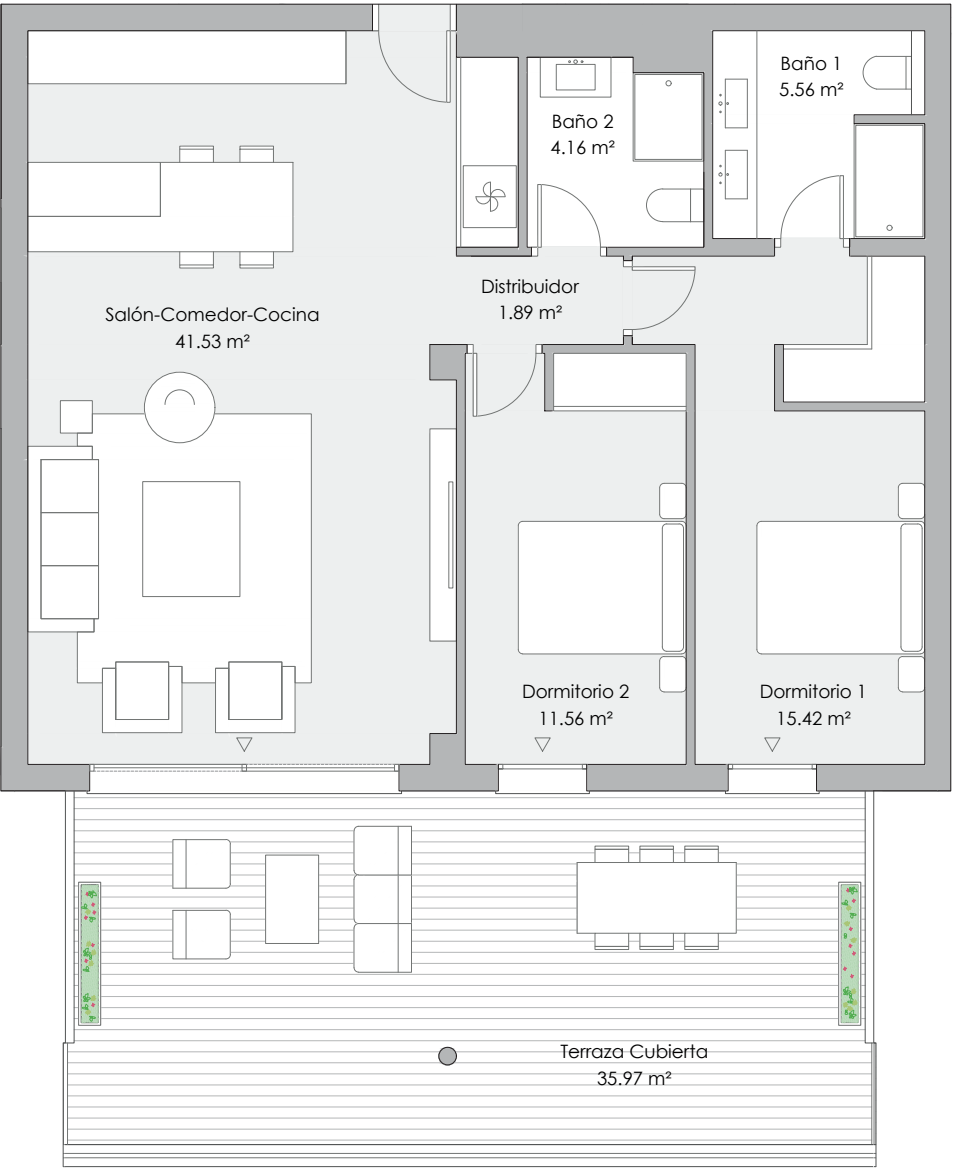 Baño 1
5.56 m²
Baño 2
4.16 m²
Distribuidor
1.89 m²
Salón-Comedor-Cocina
41.53 m²
Dormitorio 2
11.56 m²
Dormitorio 1
15.42 m²
Terraza Cubierta
35.97 m²